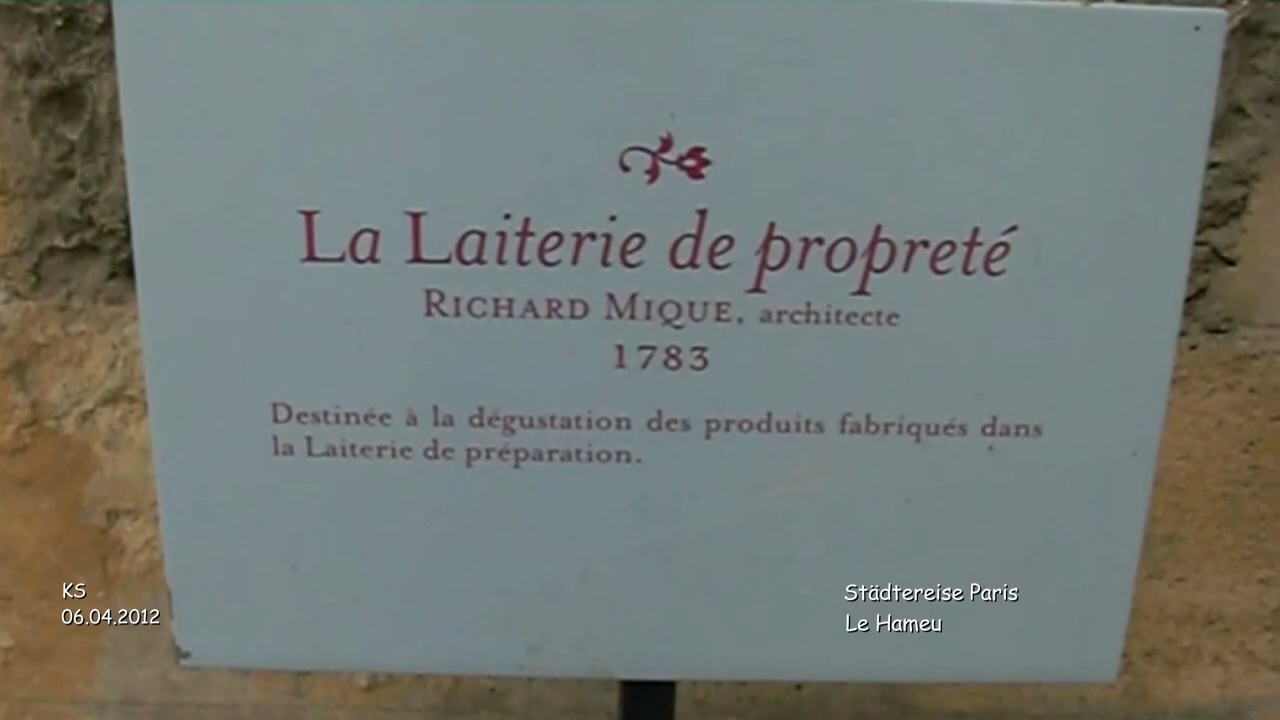 La Laiterie de propreté
RICHARD MIQUE, architecte
1783
Destinée à la dégustation des produits fabriqués dans
la Laiterie de préparation.
KS
06.04.2012
Städtereise Paris
Le Hameu